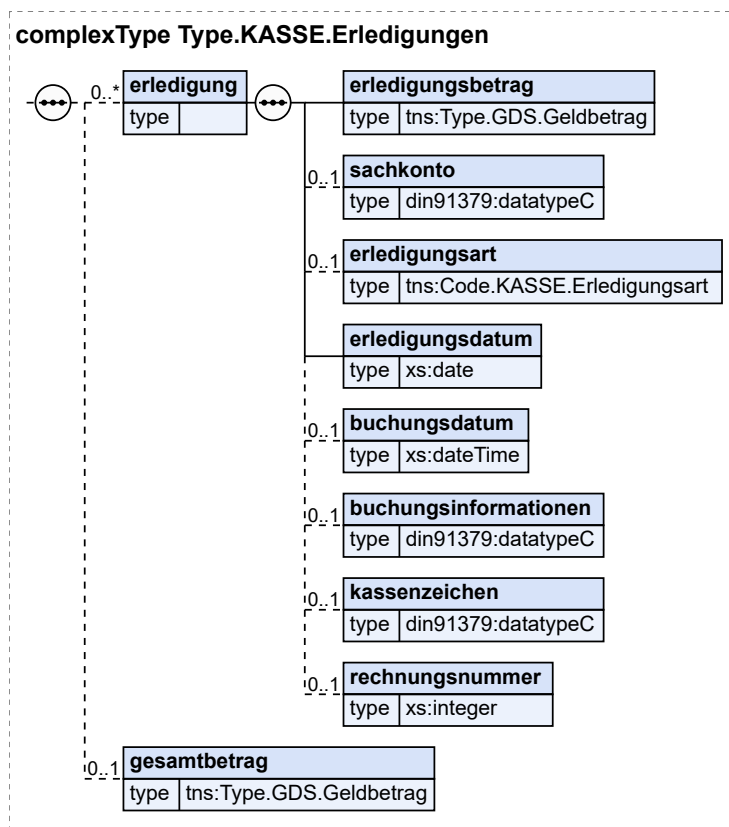 complexType Type.KASSE.Erledigungen
0..* erledigung
type
erledigungsbetrag
type tns:Type.GDS.Geldbetrag
0..1 sachkonto
type din91379:datatypeC
0..1 erledigungsart
type tns:Code.KASSE.Erledigungsart
erledigungsdatum
type xs:date
0..1 buchungsdatum
type xs:dateTime
0..1 buchungsinformationen
type din91379:datatypeC
0..1 kassenzeichen
type din91379:datatypeC
0..1 rechnungsnummer
type xs:integer
0..1 gesamtbetrag
type tns:Type.GDS.Geldbetrag